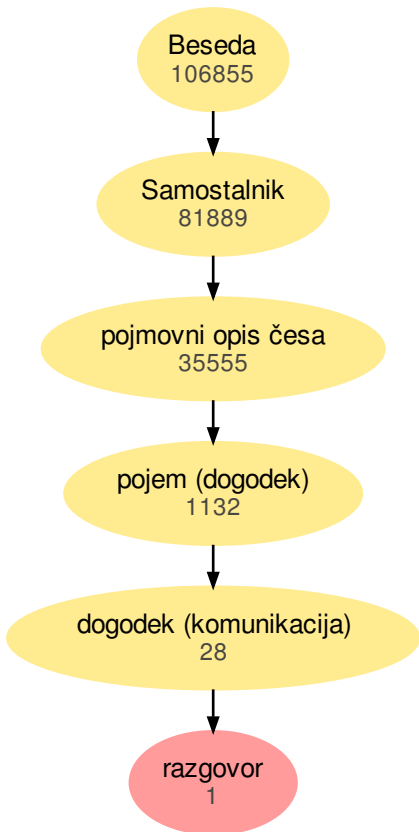 Beseda
106855
Samostalnik
81889
pojmovni opis česa
35555
pojem (dogodek)
1132
dogodek (komunikacija)
28
razgovor
1